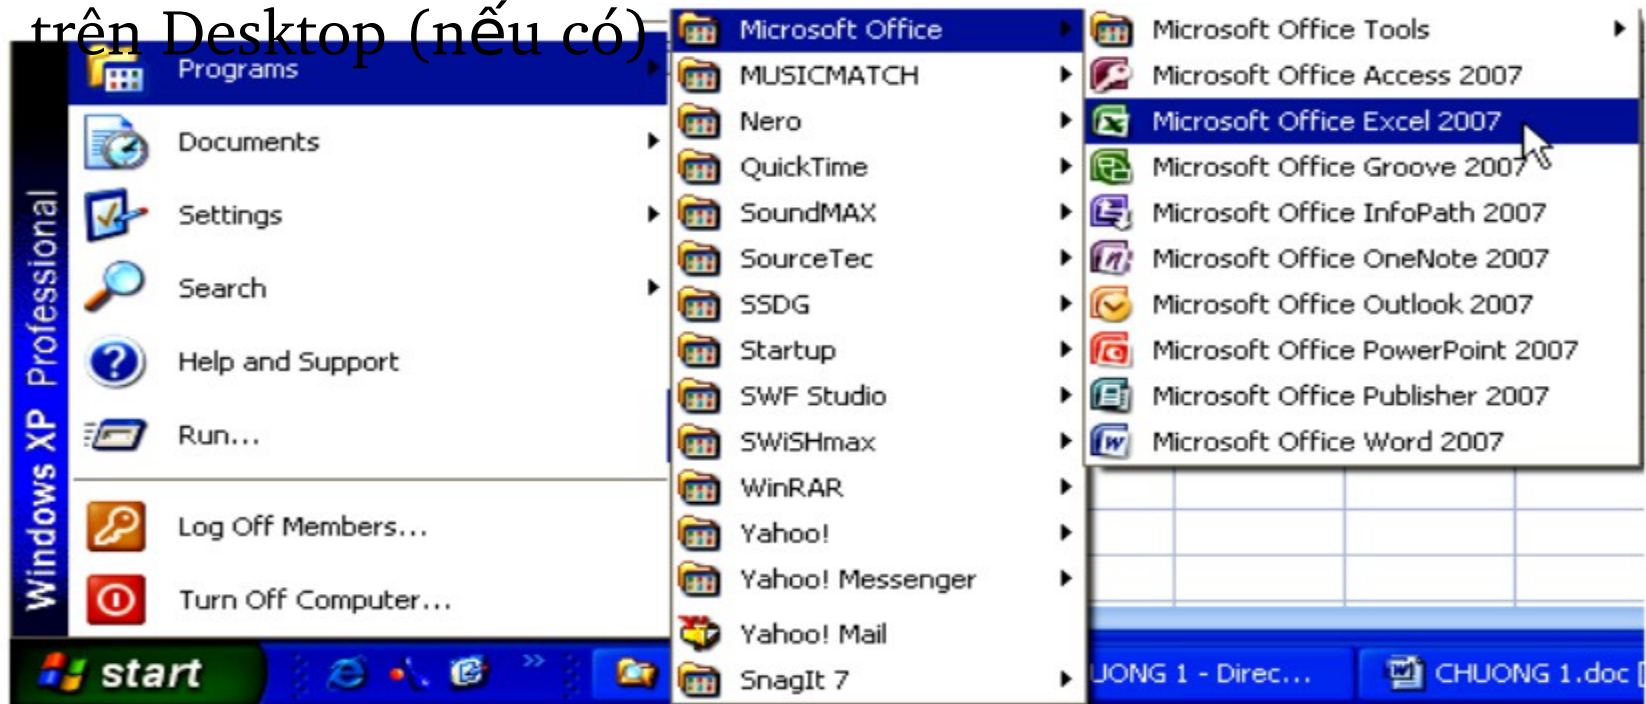 trên Desktop (nếu có)
Programs
Documents
Settings
Search
Help and Support
Run...
Log Off Members...
Turn Off Computer...
Windows XP Professional
Microsoft Office
MUSICMATCH
Nero
QuickTime
SoundMAX
SourceTec
SSDG
Startup
SWF Studio
SWiSHmax
WinRAR
Yahoo!
Yahoo! Messenger
Yahoo! Mail
SnagIt 7
Microsoft Office Tools
Microsoft Office Access 2007
Microsoft Office Excel 2007
Microsoft Office Groove 2007
Microsoft Office InfoPath 2007
Microsoft Office OneNote 2007
Microsoft Office Outlook 2007
Microsoft Office PowerPoint 2007
Microsoft Office Publisher 2007
Microsoft Office Word 2007
start
UONG 1 - Direc...
CHUONG 1.doc [